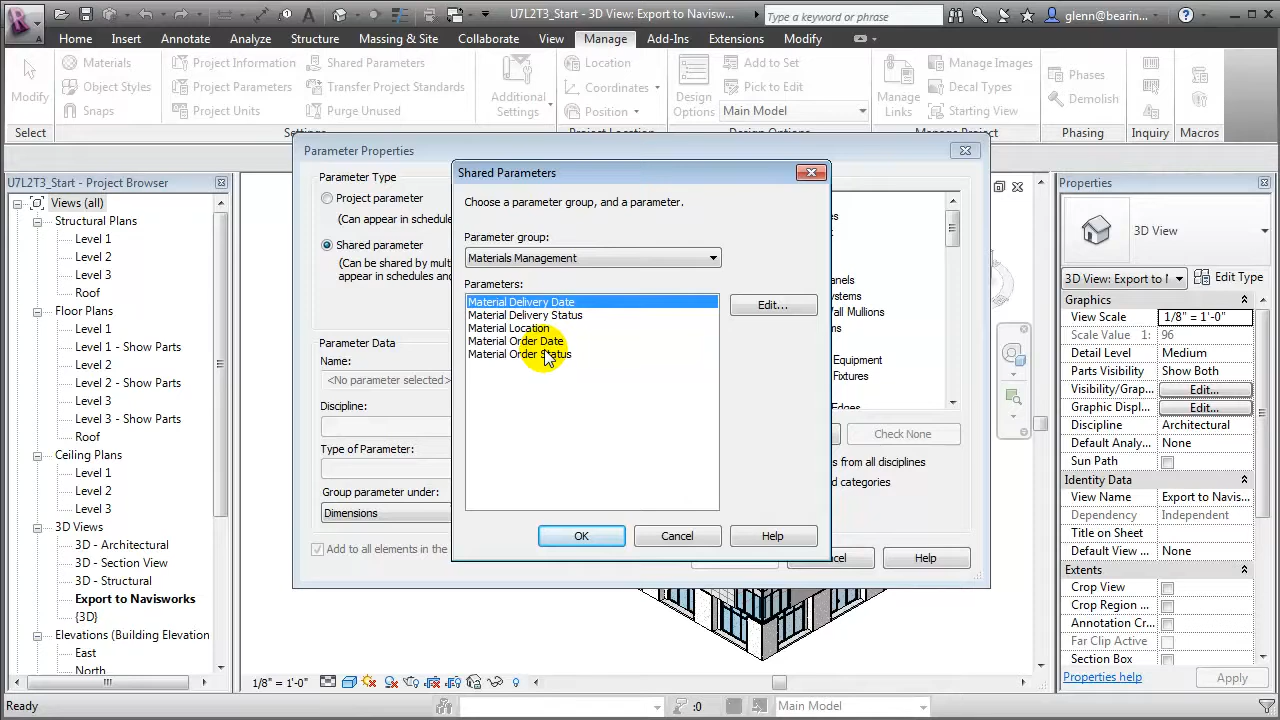 U7L2T3_Start - 3D View: Export to Navisw...
Type a keyword or phrase
glenn@bearin...
Home Insert Annotate Analyze Structure Massing & Site Collaborate View Manage Add-Ins Extensions Modify
Modify
Materials
Object Styles
Snaps
Project Information
Project Parameters
Project Units
Shared Parameters
Transfer Project Standards
Purge Unused
Additional
Settings
Location
Coordinates
Position
Design
Options
Add to Set
Pick to Edit
Main Model
Manage
Links
Manage Images
Decal Types
Starting View
Phases
Demolish
Select
Project Location
Design Options
Manage Project
Phasing
Inquiry
Macros
U7L2T3_Start - Project Browser
Views (all)
Structural Plans
Level 1
Level 2
Level 3
Roof
Floor Plans
Level 1
Level 1 - Show Parts
Level 2
Level 2 - Show Parts
Level 3
Level 3 - Show Parts
Roof
Ceiling Plans
Level 1
Level 2
Level 3
3D Views
3D - Architectural
3D - Section View
3D - Structural
Export to Navisworks
{3D}
Elevations (Building Elevation
East
North
Parameter Properties
Parameter Type
Project parameter
(Can appear in schedule
Shared parameter
(Can be shared by mult
appear in schedules an
Parameter Data
Name:
<No parameter selected>
Discipline:
Type of Parameter:
Group parameter under:
Dimensions
Add to all elements in the
Equipment
Fixtures
Check None
s from all disciplines
d categories
Help
Shared Parameters
Choose a parameter group, and a parameter.
Parameter group:
Materials Management
Parameters:
Material Delivery Date
Material Delivery Status
Material Location
Material Order Date
Material Order Status
Edit...
OK Cancel Help
Properties
3D View
3D View: Export to N
Edit Type
Graphics
View Scale 1/8" = 1'-0"
Scale Value 1: 96
Detail Level Medium
Parts Visibility Show Both
Visibility/Grap... Edit...
Graphic Displ... Edit...
Discipline Architectural
Default Analy... None
Sun Path
Identity Data
View Name Export to Navis...
Dependency Independent
Title on Sheet
Default View ... None
Extents
Crop View
Crop Region ...
Annotation Cr...
Far Clip Active
Section Box
Properties help
Apply
1/8" = 1'-0"
Ready
:0
Main Model